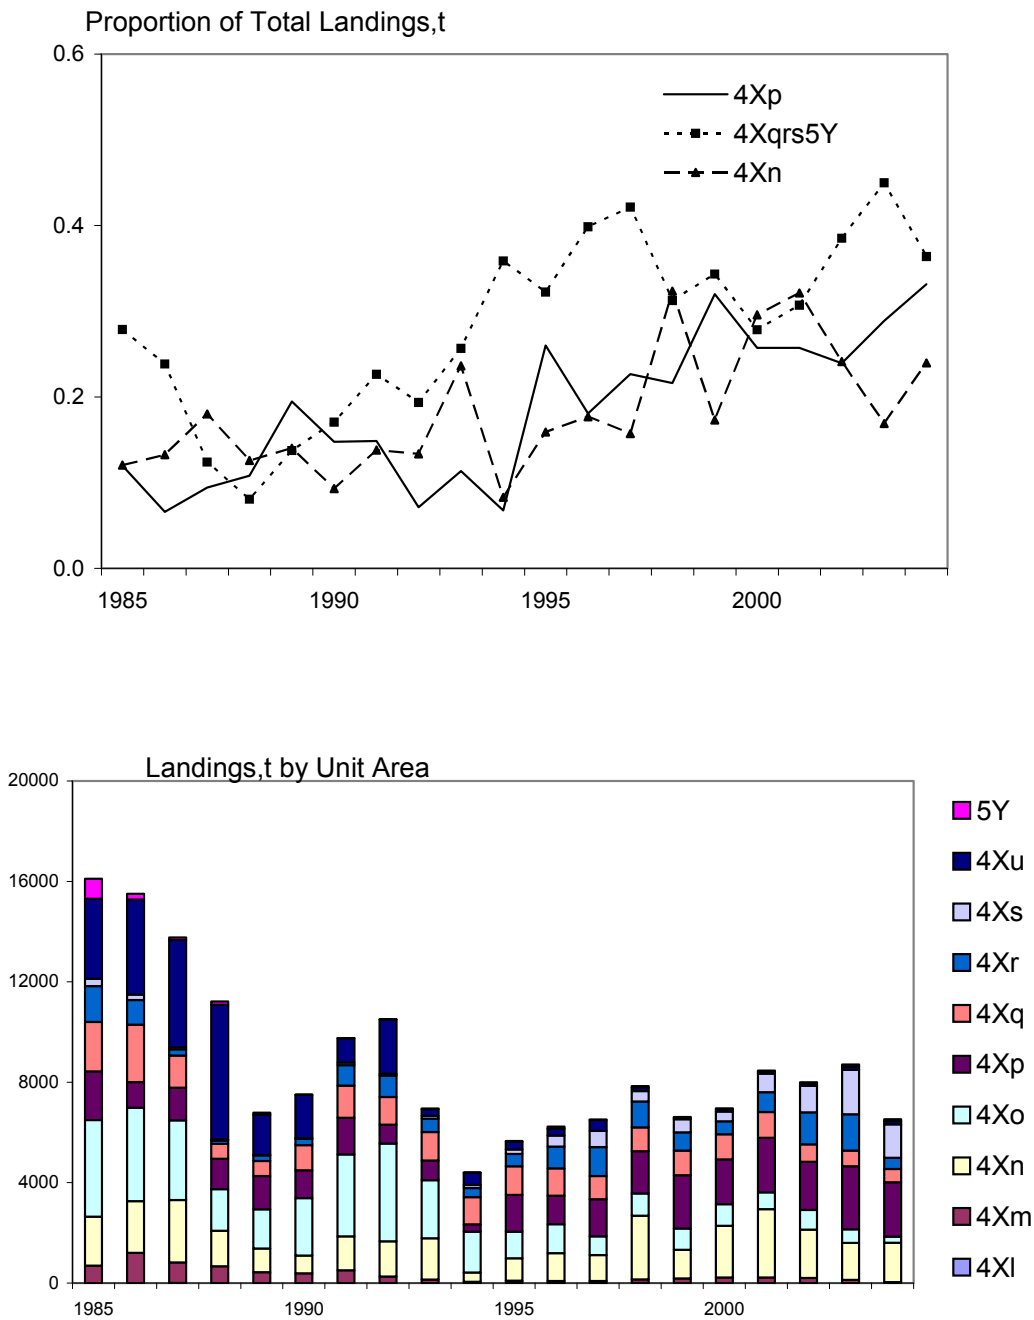 Proportion of Total Landings,t
0.6
4Xp
4Xqrs5Y
4Xn
0.4
0.2
0.0
1985 1990 1995 2000
Landings,t by Unit Area
20000
16000
12000
8000
4000
0
1985 1990 1995 2000
5Y
4Xu
4Xs
4Xr
4Xq
4Xp
4Xo
4Xn
4Xm
4Xl